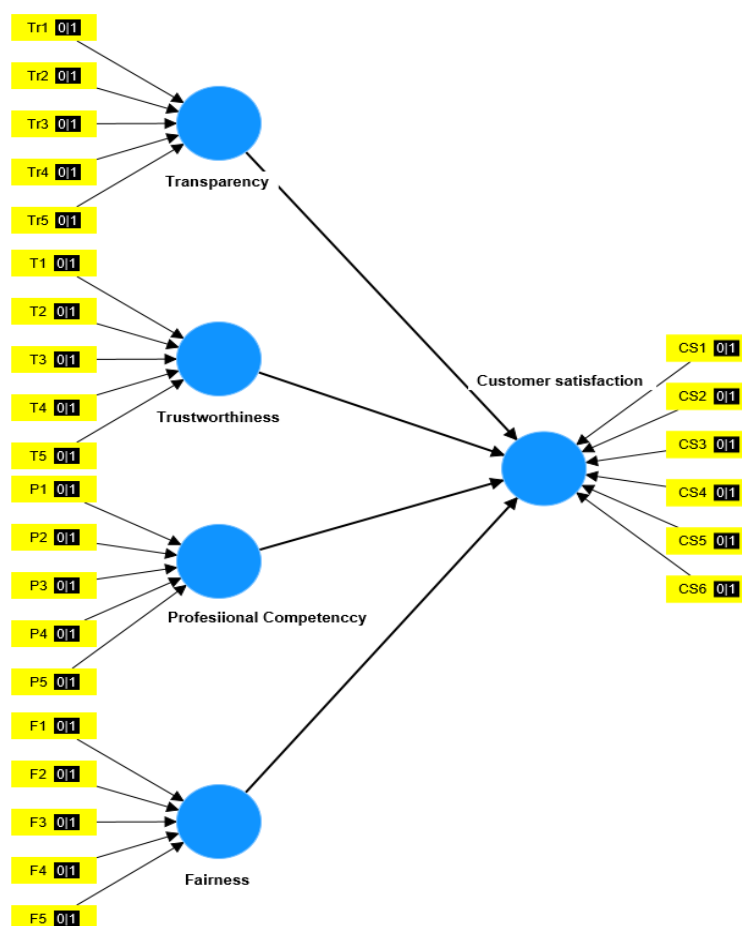 Tr1 0|1
Tr2 0|1
Tr3 0|1
Tr4 0|1
Tr5 0|1
Transparency
T1 0|1
T2 0|1
T3 0|1
T4 0|1
T5 0|1
Trustworthiness
P1 0|1
P2 0|1
P3 0|1
P4 0|1
P5 0|1
Profesiional Competenccy
F1 0|1
F2 0|1
F3 0|1
F4 0|1
F5 0|1
Fairness
Customer satisfaction
CS1 0|1
CS2 0|1
CS3 0|1
CS4 0|1
CS5 0|1
CS6 0|1